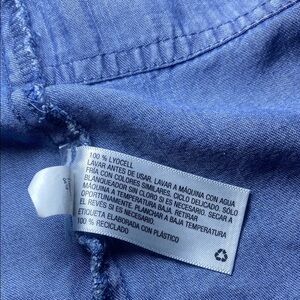 100 % LYOCELL
LAVAR ANTES DE USAR. LAVAR A MÁQUINA CON AGUA
FRÍA CON COLORES SIMILARES. CICLO DELICADO. SOLO
BLANQUEADOR SIN CLORO SI ES NECESARIO. SECAR A
MÁQUINA A TEMPERATURA BAJA. RETIRAR
OPORTUNAMENTE. PLANCHAR A BAJA TEMPERATURA
EL REVÉS SI ES NECESARIO.
ETIQUETA ELABORADA CON PLÁSTICO
100 % RECICLADO